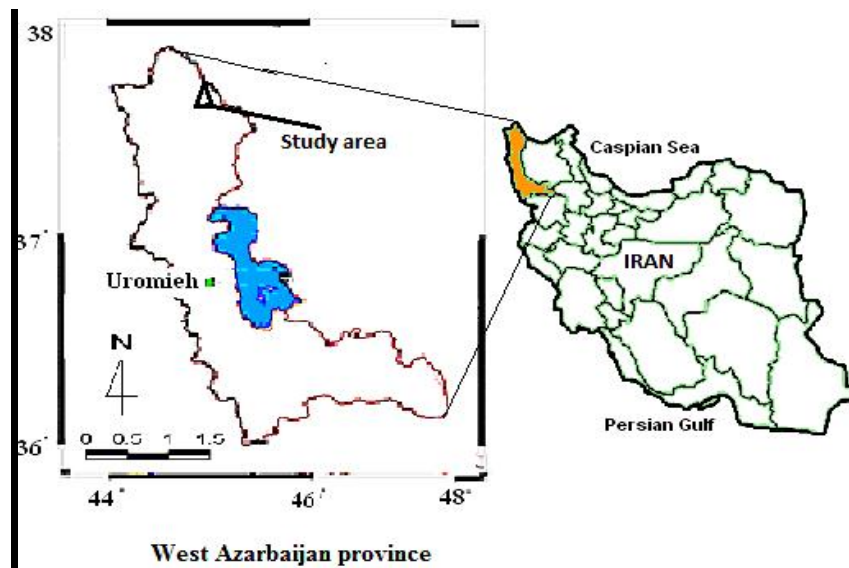 38
Study area
Caspian Sea
37°
Uromieh
IRAN
N
0 0.5 1 1.5
Persian Gulf
36°
44° 46° 48°
West Azarbaijan province